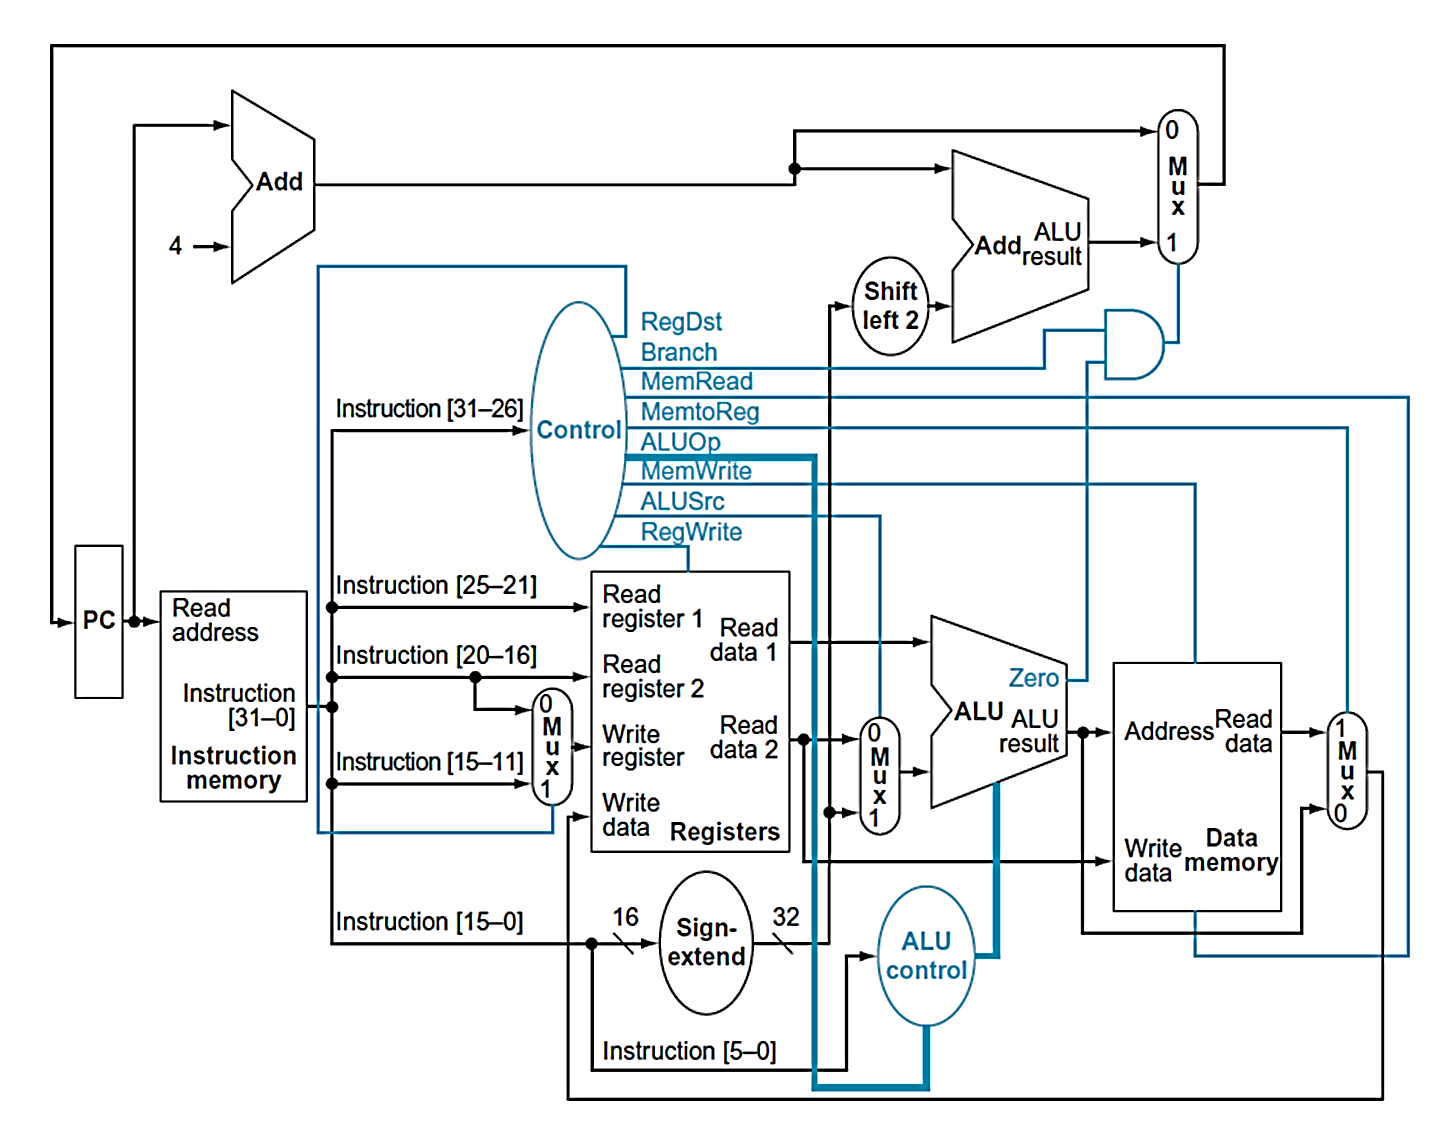 0
M
u
x
1
Add
ALU
Add result
4
Shift
left 2
RegDst
Branch
MemRead
MemtoReg
ALUOp
MemWrite
ALUSrc
RegWrite
Instruction [31–26]
Control
PC
Read
address
Instruction
[31–0]
Instruction
memory
Instruction [25–21]
Instruction [20–16]
Instruction [15–11]
0
M
u
x
1
Read
register 1
Read
data 1
Read
register 2
Read
data 2
Write
register
Write
data
Registers
0
M
u
x
1
Zero
ALU
ALU
result
Address
Read
data
Write
data
Data
memory
1
M
u
x
0
Instruction [15–0]
16
Sign-
extend
32
ALU
control
Instruction [5–0]